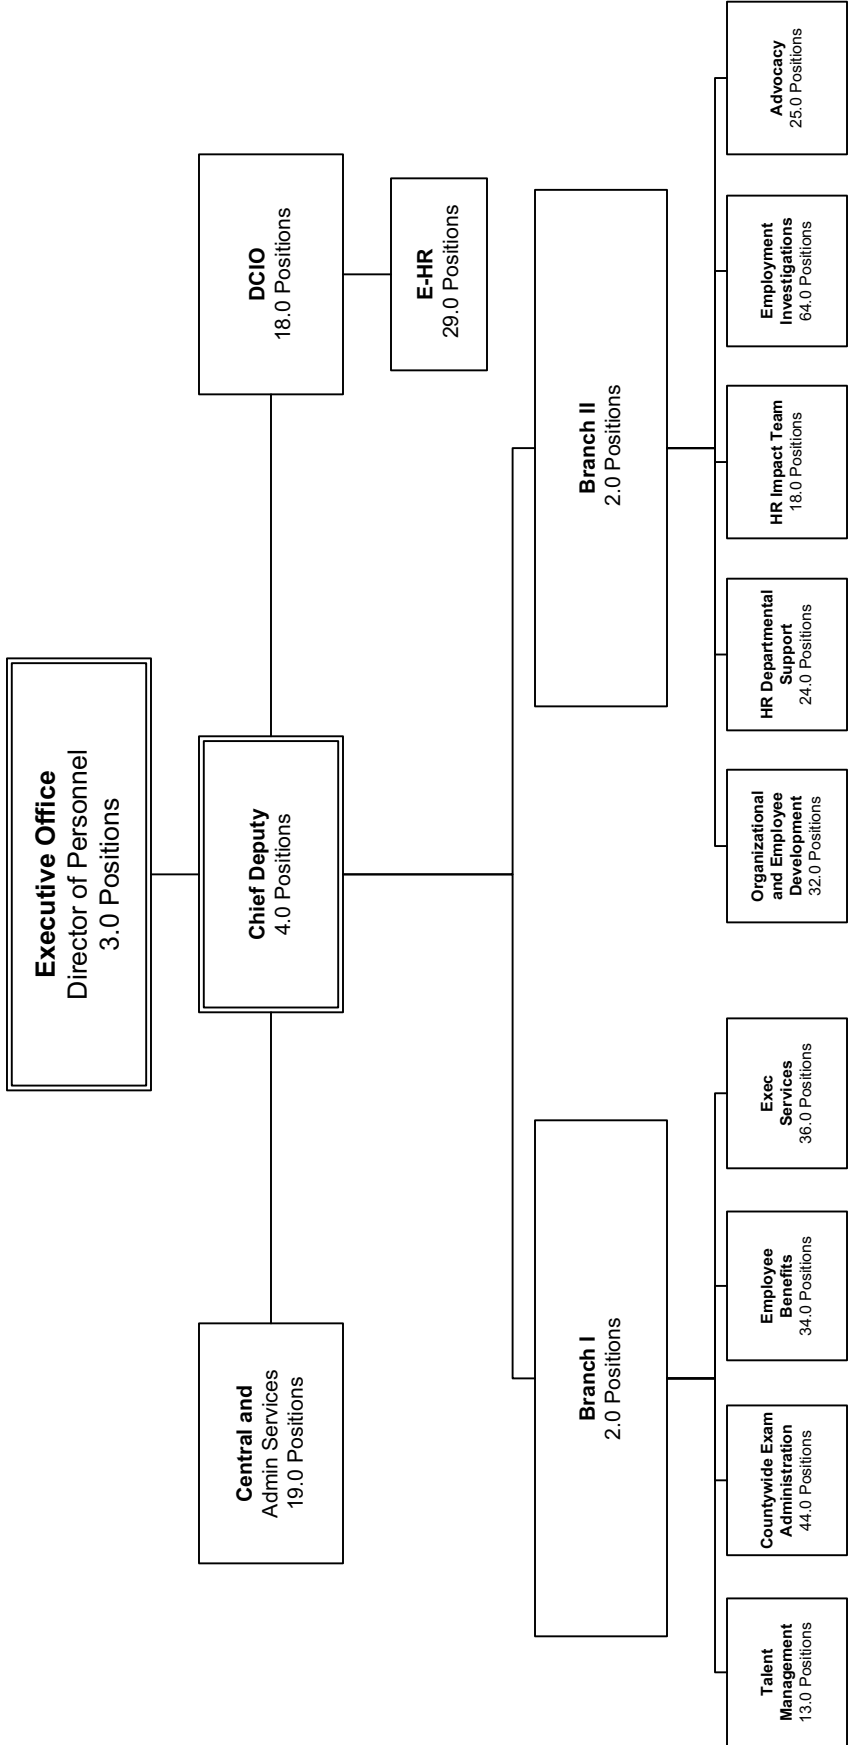 Executive Office
Director of Personnel
3.0 Positions
Central and
Admin Services
19.0 Positions
Chief Deputy
4.0 Positions
DCIO
18.0 Positions
E-HR
29.0 Positions
Branch I
2.0 Positions
Branch II
2.0 Positions
Talent
Management
13.0 Positions
Countywide Exam
Administration
44.0 Positions
Employee
Benefits
34.0 Positions
Exec
Services
36.0 Positions
Organizational
and Employee
Development
32.0 Positions
HR Departmental
Support
24.0 Positions
HR Impact Team
18.0 Positions
Employment
Investigations
64.0 Positions
Advocacy
25.0 Positions